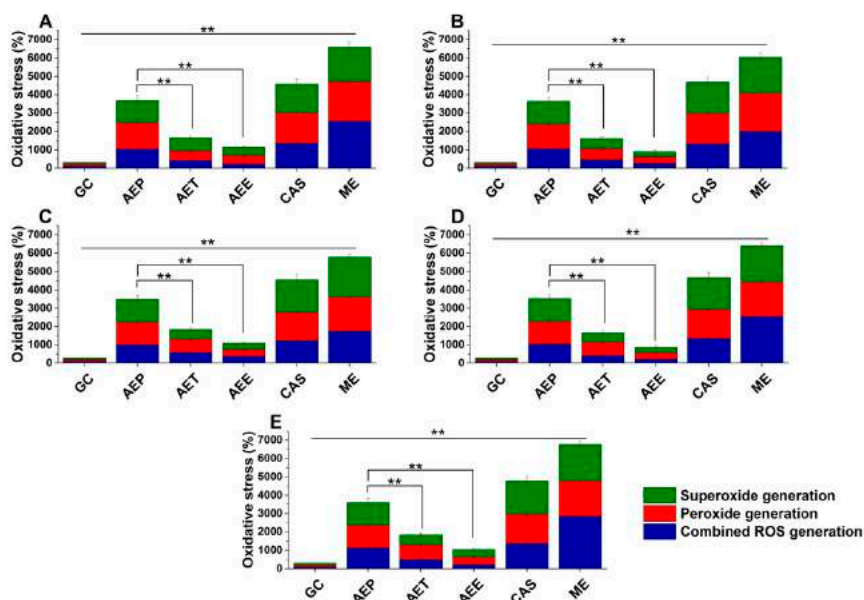 A
**
Oxidative stress (%)
7000
6000
5000
4000
3000
2000
1000
0
**
**
GC
AEP
AET
AEE
CAS
ME
B
**
Oxidative stress (%)
7000
6000
5000
4000
3000
2000
1000
0
**
**
GC
AEP
AET
AEE
CAS
ME
C
**
Oxidative stress (%)
7000
6000
5000
4000
3000
2000
1000
0
**
**
GC
AEP
AET
AEE
CAS
ME
D
**
Oxidative stress (%)
7000
6000
5000
4000
3000
2000
1000
0
**
**
GC
AEP
AET
AEE
CAS
ME
E
**
Oxidative stress (%)
7000
6000
5000
4000
3000
2000
1000
0
**
**
GC
AEP
AET
AEE
CAS
ME
Superoxide generation
Peroxide generation
Combined ROS generation